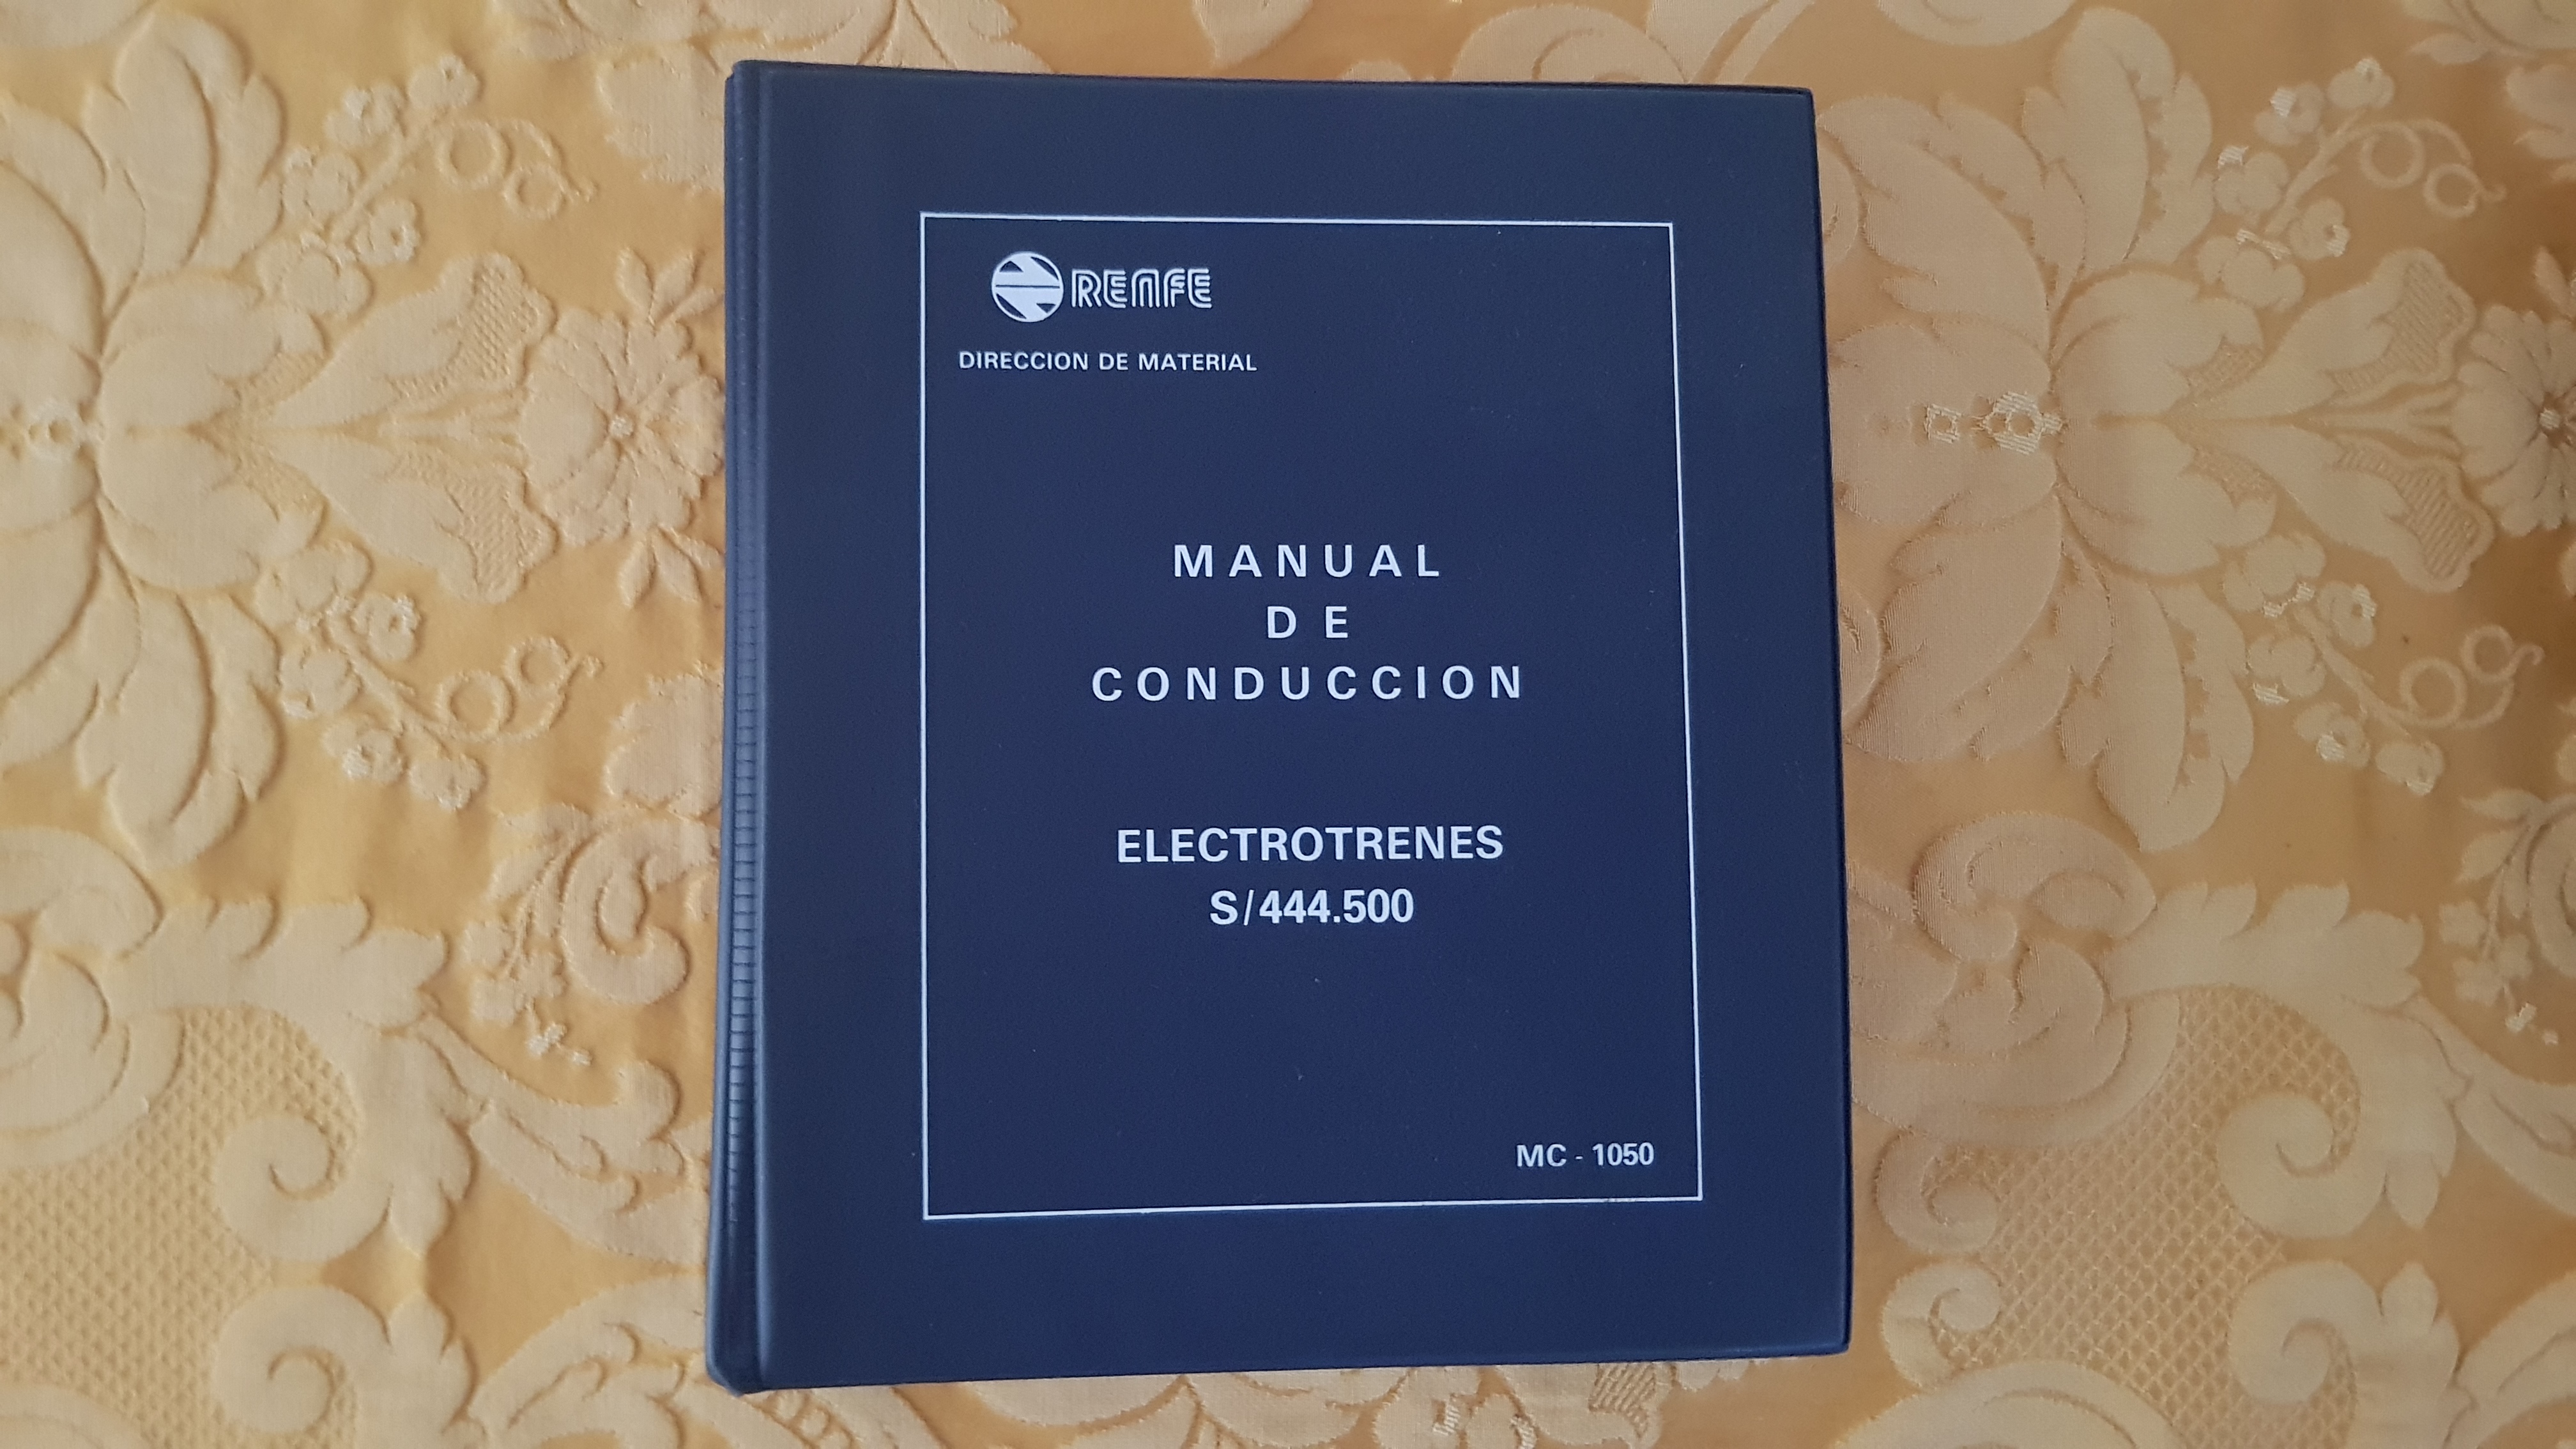 RENFE
DIRECCION DE MATERIAL
MANUAL
DE
CONDUCCION
ELECTROTRENES
S/444.500
MC - 1050